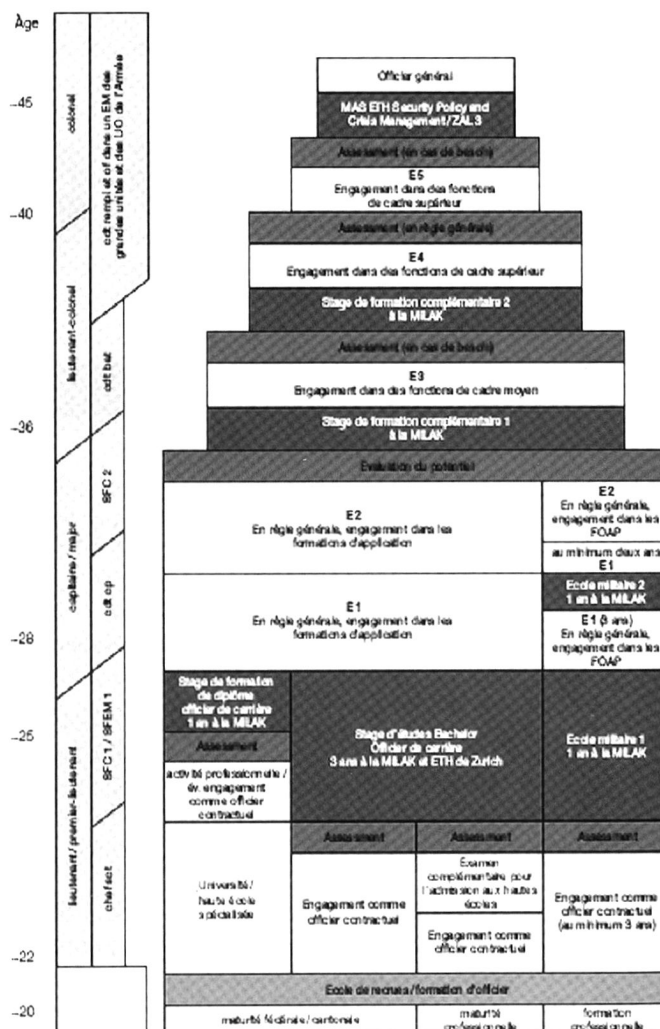 Âge
–45
–40
–36
–28
–25
–22
–20
colonel
lieutenant-colonel
capitaine / major
lieutenant / premier-lieutenant
cdt rempl et of dans un EM des
grandes unités et des UO de l'Armée
cdt bat
SFC 2
cdt cp
SFC 1 / SFEM 1
chef sct
Officier général
MAS ETH Security Policy and
Crisis Management / ZAL 3
Assessment (en cas de besoin)
E5
Engagement dans des fonctions
de cadre supérieur
Assessment (en règle générale)
E4
Engagement dans des fonctions de cadre supérieur
Stage de formation complémentaire 2
à la MILAK
Assessment (en cas de besoin)
E3
Engagement dans des fonctions de cadre moyen
Stage de formation complémentaire 1
à la MILAK
Evaluation du potentiel
E2
En règle générale, engagement dans les
formations d'application
E2
En règle générale,
engagement dans les
FOAP
au minimum deux ans
E1
E1
En règle générale, engagement dans les
formations d'application
Ecole militaire 2
1 an à la MILAK
E1 (3 ans)
En règle générale,
engagement dans les
FOAP
Stage de formation
de diplôme
officier de carrière
1 an à la MILAK
Assessment
activité professionnelle /
év. engagement
comme officier
contractuel
Stage d'études Bachelor
Officier de carrière
3 ans à la MILAK et ETH de Zurich
Ecole militaire 1
1 an à la MILAK
Université /
haute école
spécialisée
Assessment
Engagement comme
officier contractuel
Assessment
Examen
complémentaire pour
l'admission aux hautes
écoles
Engagement comme
officier contractuel
Assessment
Engagement comme
officier contractuel
(au minimum 3 ans)
Ecole de recrues / formation d'officier
maturité fédérale / cantonale
maturité
professionnelle
formation
professionnelle